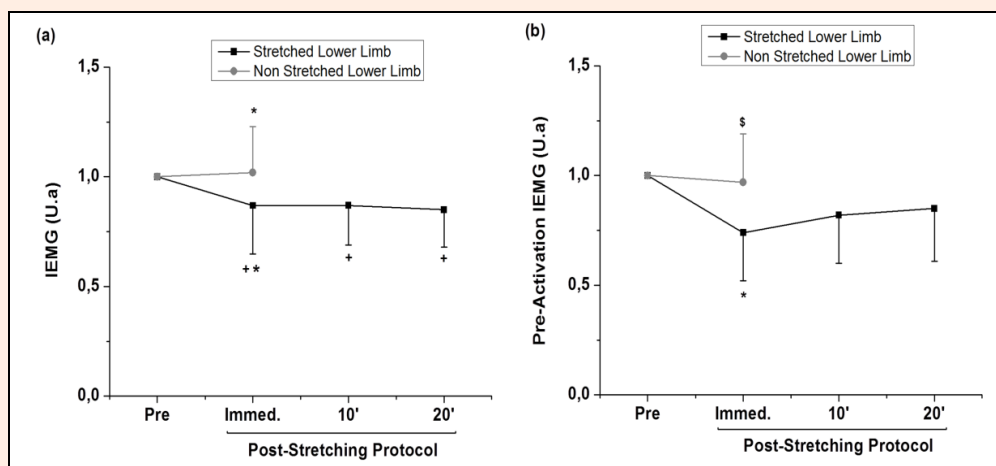 (a)
Stretched Lower Limb
Non Stretched Lower Limb
1,5
1,0
0,5
0,0
IEMG (U.a)
*
+ *
+
+
Pre Immed. 10' 20'
Post-Stretching Protocol
(b)
Stretched Lower Limb
Non Stretched Lower Limb
1,5
1,0
0,5
0,0
Pre-Activation IEMG (U.a)
$
*
Pre Immed. 10' 20'
Post-Stretching Protocol